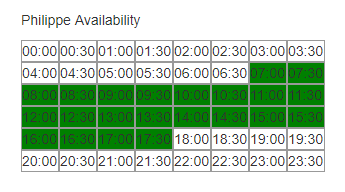 Philippe Availability
00:00 00:30 01:00 01:30 02:00 02:30 03:00 03:30
04:00 04:30 05:00 05:30 06:00 06:30 07:00 07:30
08:00 08:30 09:00 09:30 10:00 10:30 11:00 11:30
12:00 12:30 13:00 13:30 14:00 14:30 15:00 15:30
16:00 16:30 17:00 17:30 18:00 18:30 19:00 19:30
20:00 20:30 21:00 21:30 22:00 22:30 23:00 23:30